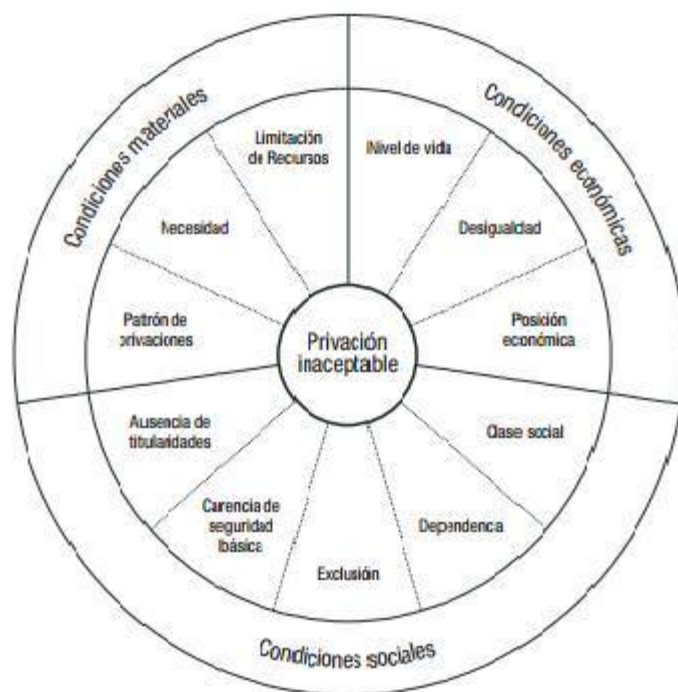 Condiciones materiales
Condiciones económicas
Limitación
de Recursos
Nivel de vida
Necesidad
Desigualdad
Patrón de
privaciones
Posición
económica
Privación
inaceptable
Ausencia de
titularidades
Clase social
Carencia de
seguridad
básica
Dependenca
Exclusión
Condiciones sociales